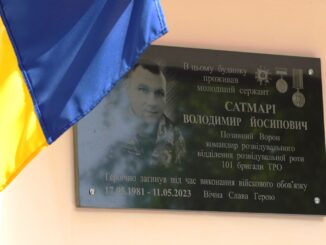 В цьому будинку
проживав
молодший сержант
САТМАРІ
ВОЛОДИМИР ЙОСИПОВИЧ
Позивний Ворон
командир розвідувального
відділення розвідувальної роти
101 бригади ТРО
Героїчно загинув під час виконання військового обов'язку
17.05.1981 - 11.05.2023 Вічна Слава Герою